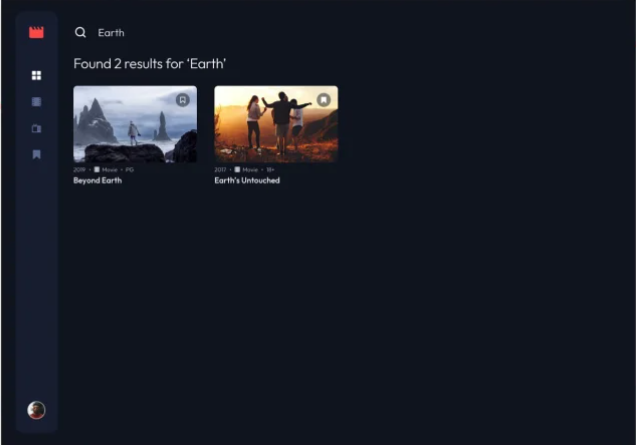 Earth
Found 2 results for ‘Earth’
2019 • Movie • PG
Beyond Earth
2017 • Movie • 18+
Earth's Untouched